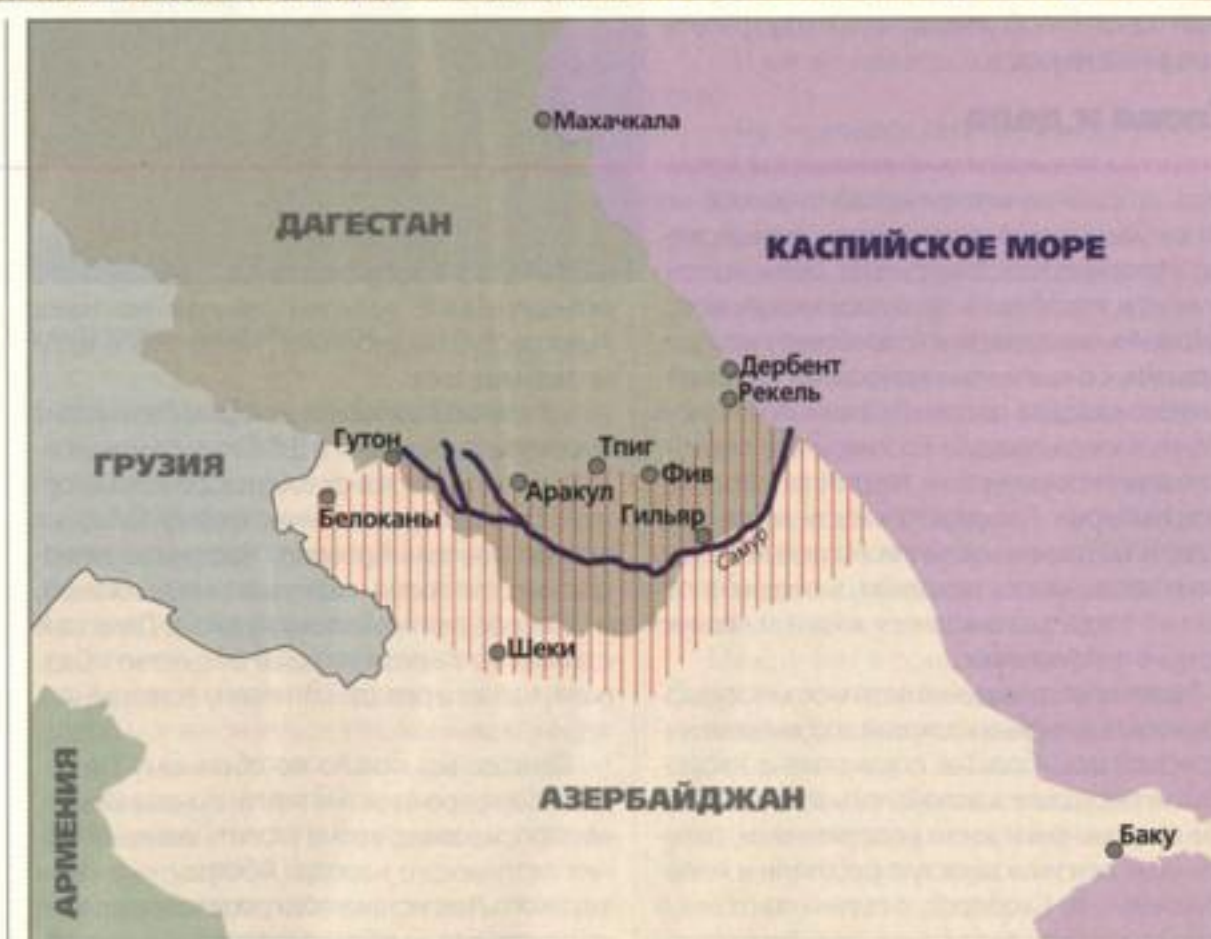 Махачкала
ДАГЕСТАН
КАСПИЙСКОЕ МОРЕ
Дербент
Рекель
Гутон
Тпиг
ГРУЗИЯ
Фив
Аракул
Белоканы
Гильяр
Самур
Шеки
АЗЕРБАЙДЖАН
Баку
АРМЕНИЯ